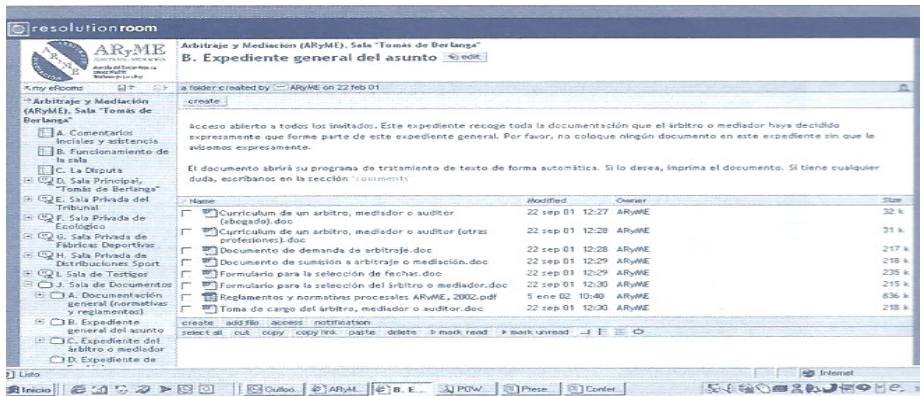 resolutionroom
ARyME
Arbitraje y Mediación (ARyME), Sala "Tomás de Berlanga"
B. Expediente general del asunto edit
my eRooms
a folder created by ARyME on 22 feb 01
Arbitraje y Mediación (ARyME), Sala "Tomás de Berlanga"
A. Comentarios inciales y asistencia
B. Funcionamiento de la sala
C. La Disputa
D. Sala Principal, "Tomás de Berlanga"
E. Sala Privada del Tribunal
F. Sala Privada de Ecológico
G. Sala Privada de Fábricas Deportivas
H. Sala Privada de Distribuciones Sport
I. Sala de Testigos
J. Sala de Documentos
A. Documentación general (normativas y reglamentos)
B. Expediente general del asunto
C. Expediente del árbitro o mediador
D. Expediente de
create
Acceso abierto a todos los invitados. Este expediente recoge toda la documentación que el árbitro o mediador haya decidido
expresamente que forme parte de este expediente general. Por favor, no coloque ningún documento en este expediente sin que le
avisemos expresamente.
El documento abrirá su programa de tratamiento de texto de forma automática. Si lo desea, imprima el documento. Si tiene cualquier
duda, escríbanos en la sección comments
Name Modified Owner Size
Curriculum de un arbitro, mediador o auditor (abogado).doc 22 sep 01 12:27 ARyME 32 k
Curriculum de un arbitro, mediador o auditor (otras profesiones).doc 22 sep 01 12:28 ARyME 31 k
Documento de demanda de arbitraje.doc 22 sep 01 12:28 ARyME 217 k
Documento de sumisión a arbitraje o mediación.doc 22 sep 01 12:29 ARyME 218 k
Formulario para la selección de fechas.doc 22 sep 01 12:29 ARyME 235 k
Formulario para la selección del árbitro o mediador.doc 22 sep 01 12:30 ARyME 215 k
Reglamentos y normativas procesales ARyME, 2002.pdf 5 ene 02 10:40 ARyME 836 k
Toma de cargo del árbitro, mediador o auditor.doc 22 sep 01 12:30 ARyME 218 k
create add file access notification
select all cut copy copy link paste delete mark read mark unread
Listo Internet
Inicio Outloo... ARyM... B. E... POW... Prese... Confer...